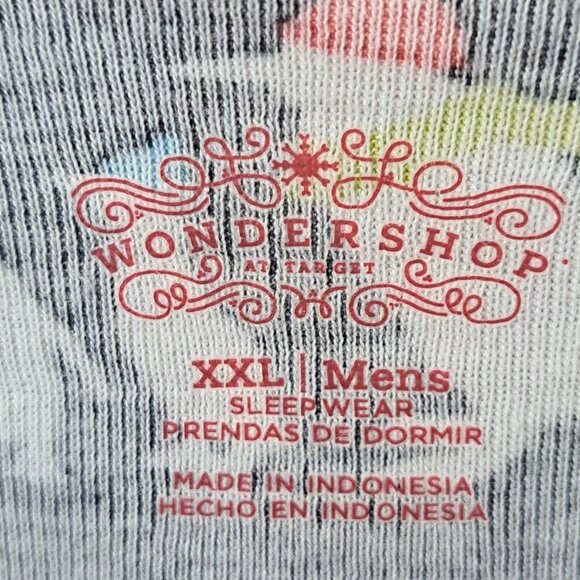 WONDERSHOP
AT TARGET
XXL | Mens
SLEEPWEAR
PRENDAS DE DORMIR
MADE IN INDONESIA
HECHO EN INDONESIA